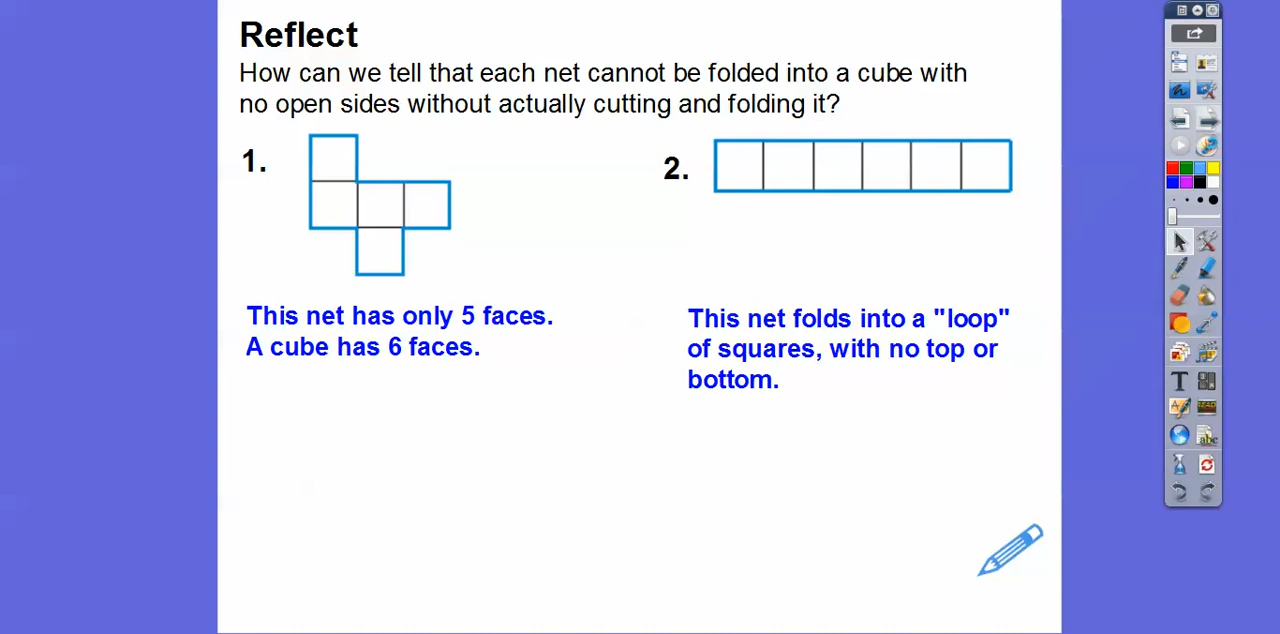 Reflect
How can we tell that each net cannot be folded into a cube with
no open sides without actually cutting and folding it?
1.
2.
This net has only 5 faces.
A cube has 6 faces.
This net folds into a "loop"
of squares, with no top or
bottom.